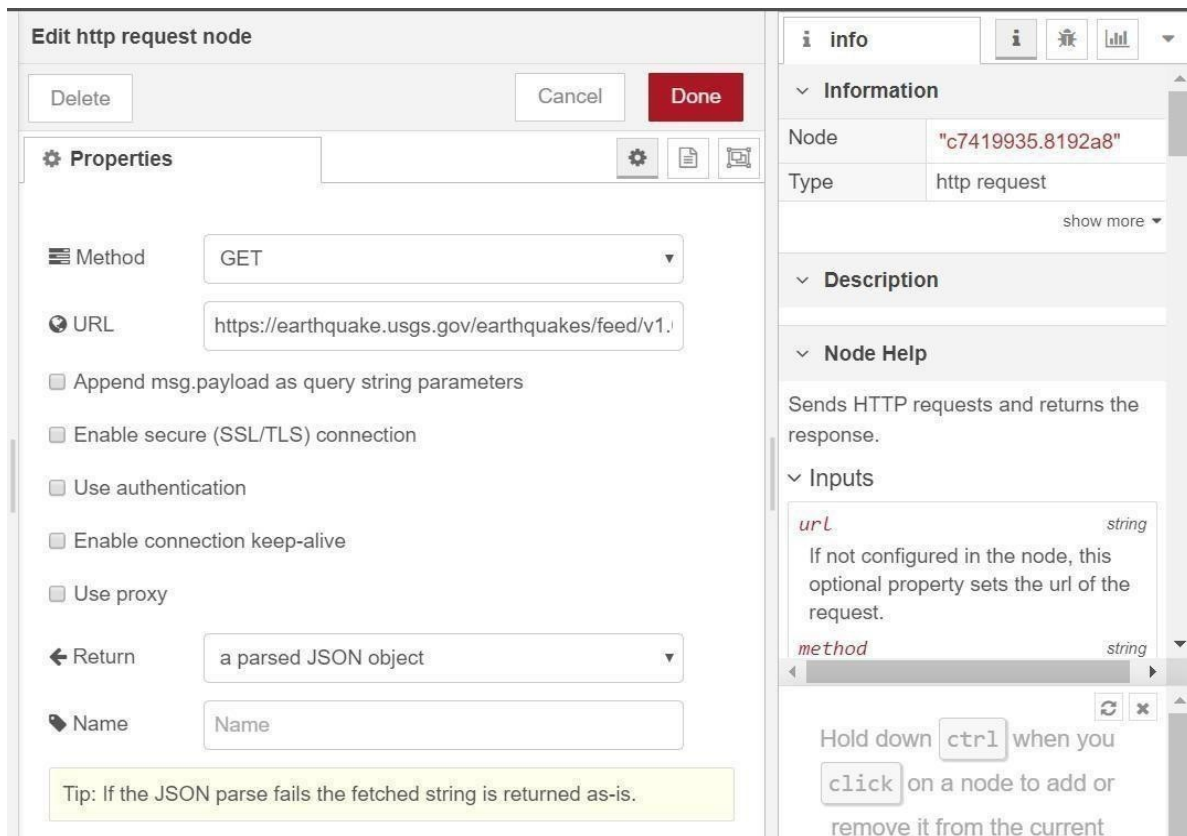 Edit http request node
Delete
Cancel
Done
Properties
Method
GET
URL
https://earthquake.usgs.gov/earthquakes/feed/v1.
Append msg.payload as query string parameters
Enable secure (SSL/TLS) connection
Use authentication
Enable connection keep-alive
Use proxy
Return
a parsed JSON object
Name
Name
Tip: If the JSON parse fails the fetched string is returned as-is.
i info
i
Information
Node
"c7419935.8192a8"
Type
http request
show more
Description
Node Help
Sends HTTP requests and returns the
response.
Inputs
url
string
If not configured in the node, this
optional property sets the url of the
request.
method
string
Hold down ctrl when you
click on a node to add or
remove it from the current